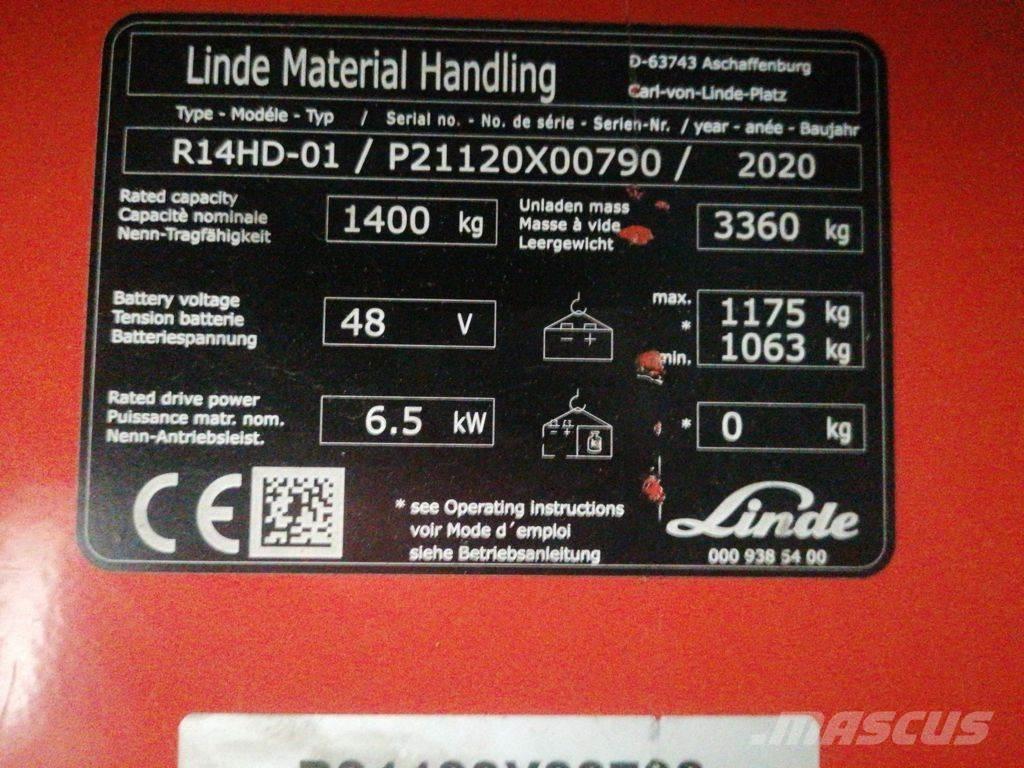 Linde Material Handling
D-63743 Aschaffenburg
Carl-von-Linde-Platz
Type - Modéle - Typ / Serial no. - No. de série - Serien-Nr. / year - anée - Baujahr
R14HD-01 / P21120X00790 / 2020
Rated capacity
Capacitè nominale
Nenn-Tragfähigkeit
1400 kg
Unladen mass
Masse à vide
Leergewicht
3360 kg
Battery voltage
Tension batterie
Batteriespannung
48 V
max. 1175 kg
*
min. 1063 kg
Rated drive power
Puissance matr. nom.
Nenn-Antriebsleist.
6.5 kW
* 0 kg
CE
* see Operating instructions
voir Mode d´emploi
siehe Betriebsanleitung
Linde
000 938 54 00
MASCUS